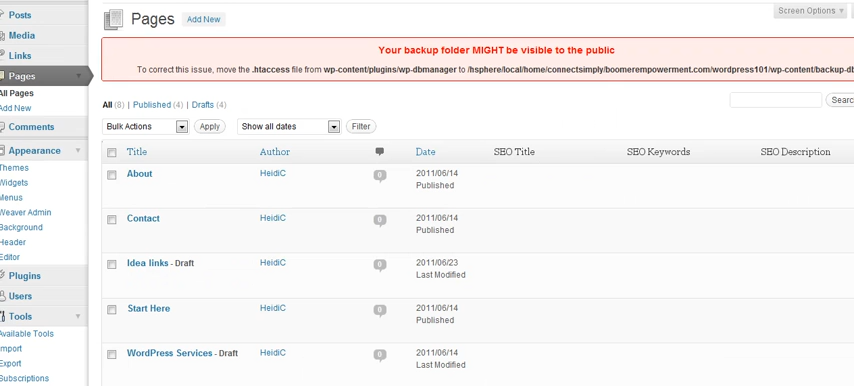 Posts
Media
Links
Pages
All Pages
Add New
Comments
Appearance
Themes
Widgets
Menus
Weaver Admin
Background
Header
Editor
Plugins
Users
Tools
Available Tools
Import
Export
Subscriptions
Screen Options
Pages Add New
Your backup folder MIGHT be visible to the public
To correct this issue, move the .htaccess file from wp-content/plugins/wp-dbmanager to /hsphere/local/home/connectsimply/boomerempowerment.com/wordpress101/wp-content/backup-db
All (8) | Published (4) | Drafts (4)
Searc
Bulk Actions Apply Show all dates Filter
Title Author Date SEO Title SEO Keywords SEO Description
About HeidiC 0 2011/06/14
Published
Contact HeidiC 0 2011/06/14
Published
Idea links - Draft HeidiC 0 2011/06/23
Last Modified
Start Here HeidiC 0 2011/06/14
Published
WordPress Services - Draft HeidiC 0 2011/06/14
Last Modified